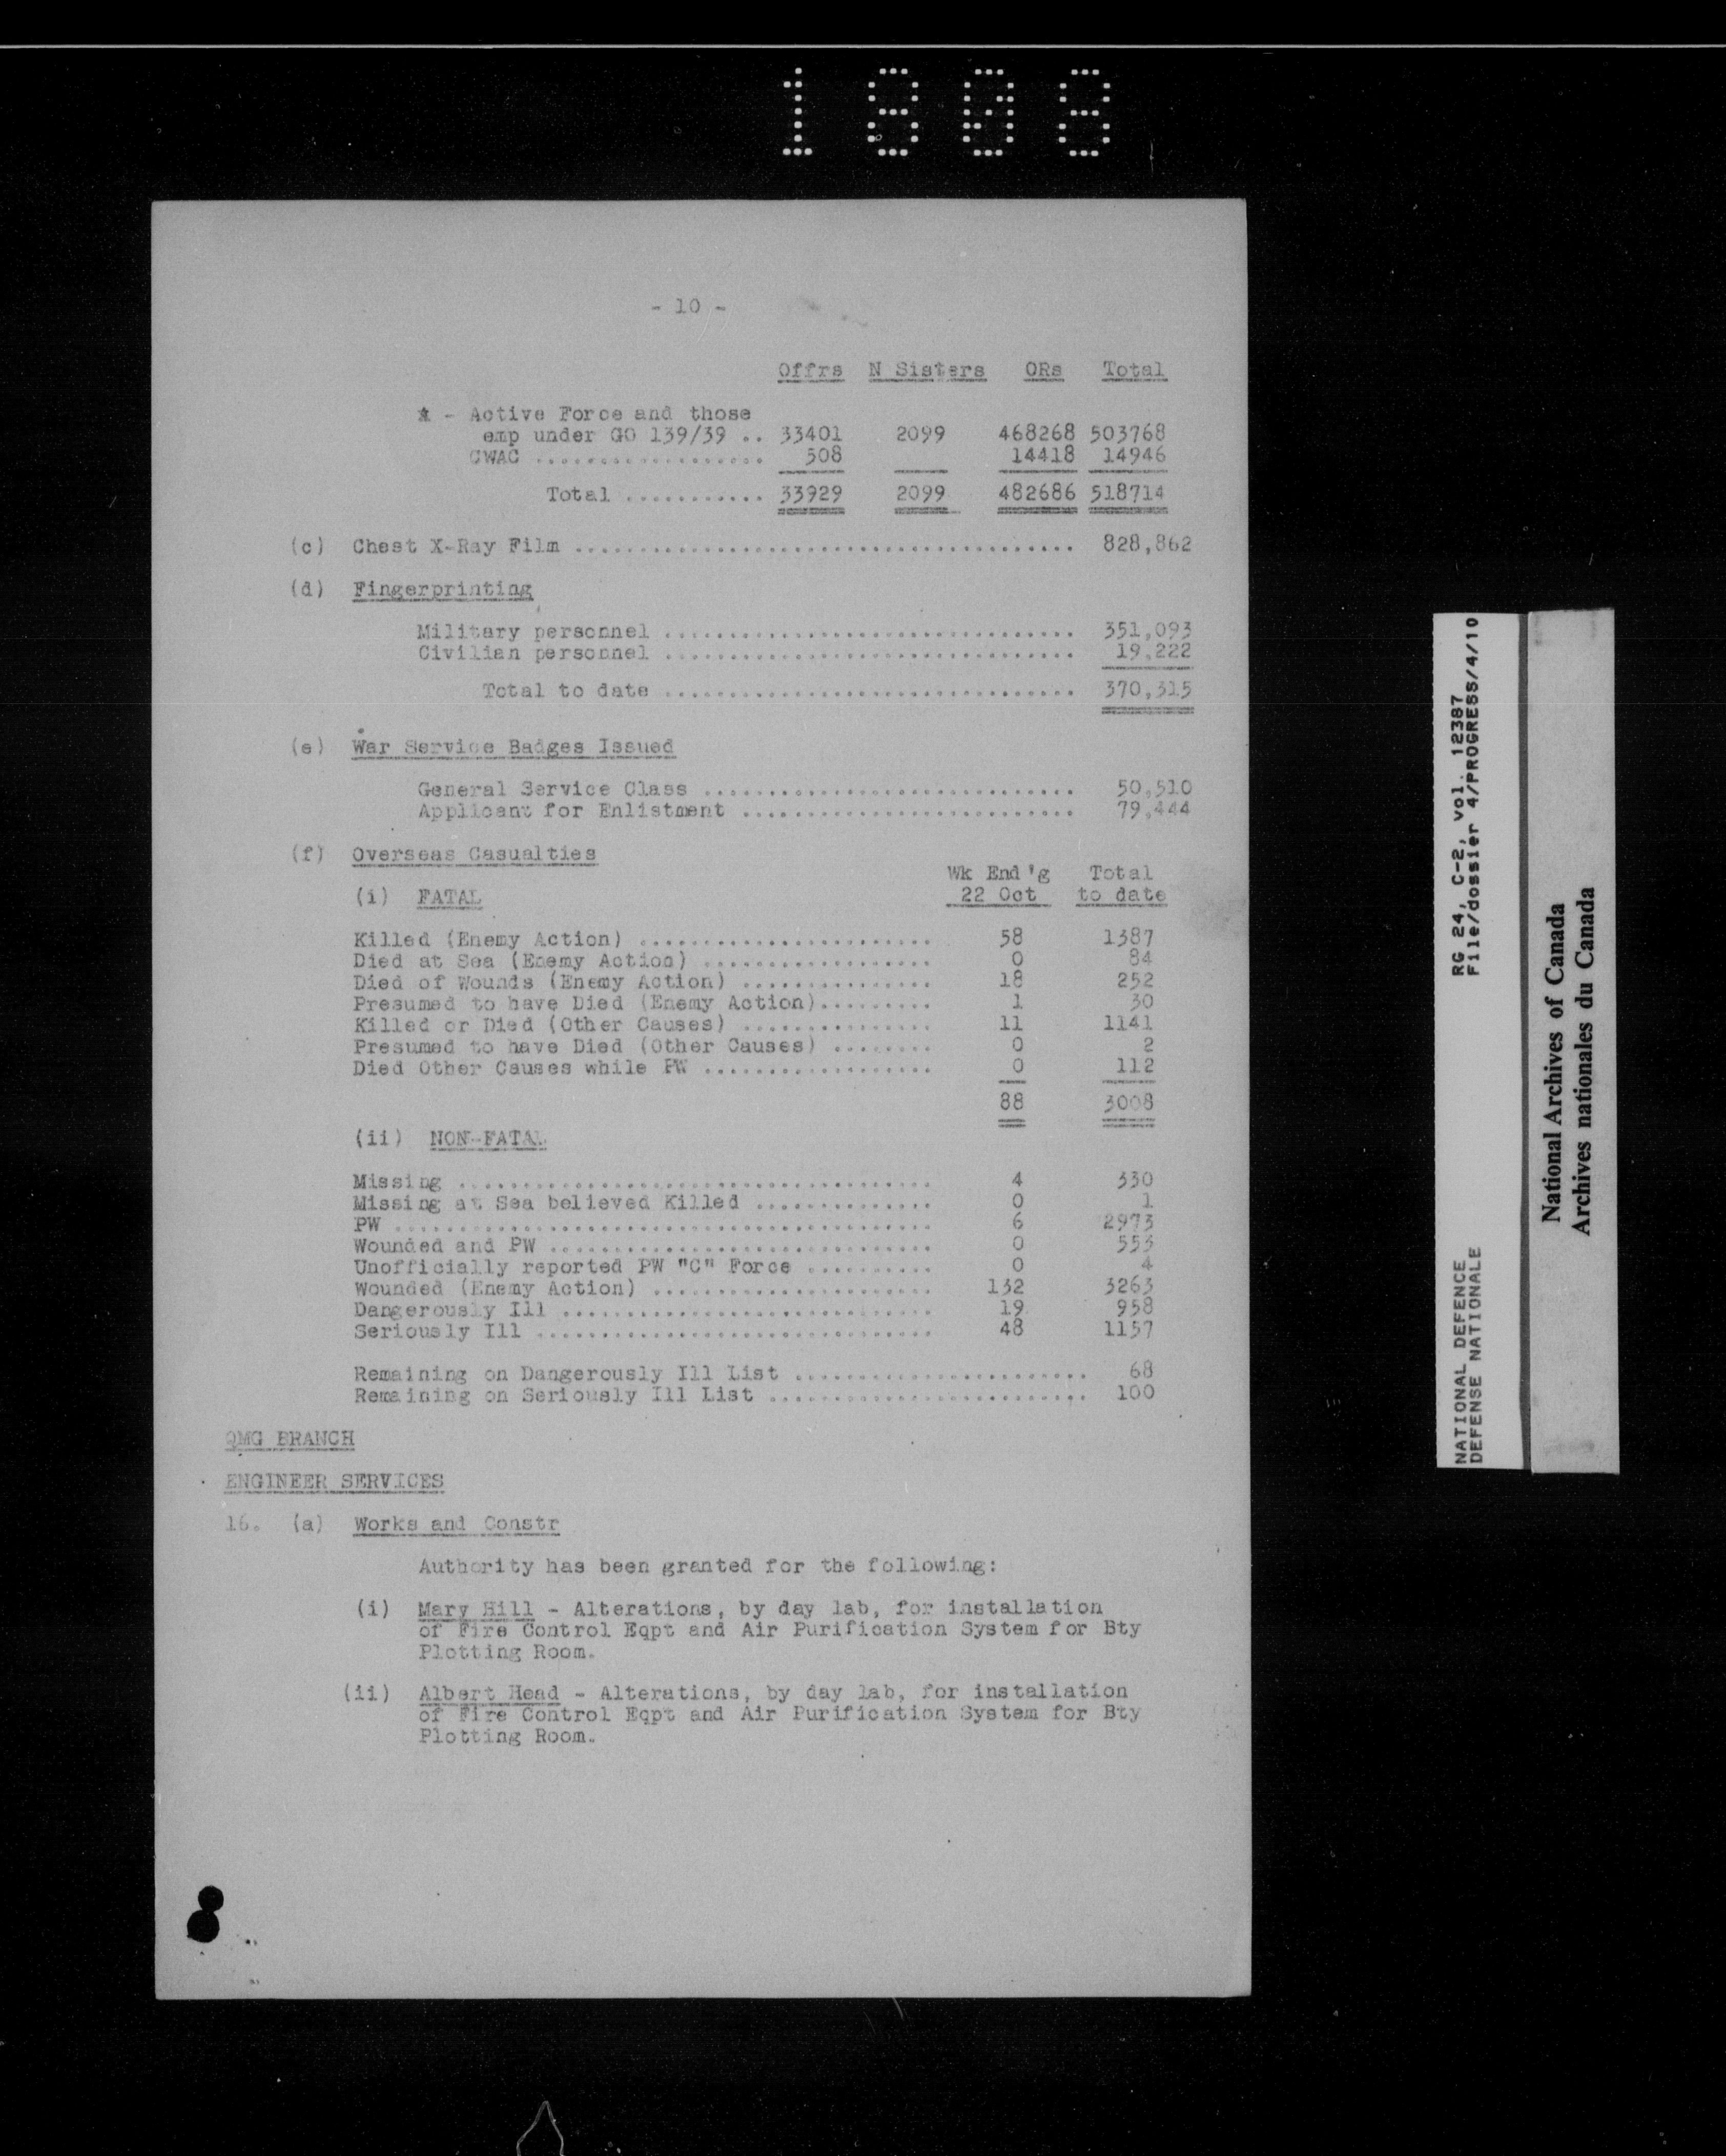 1808
- 10 -
Offrs N Sisters ORs Total
* - Active Force and those
emp under GO 139/39 .. 33401 2099 468268 503768
CWAC .................. 508 14418 14946
Total ........... 33929 2099 482686 518714
(c) Chest X-Ray Film ....................................... 828,862
(d) Fingerprinting
Military personnel ................................ 351,093
Civilian personnel ................................ 19,222
Total to date ................................ 370,315
(e) War Service Badges Issued
General Service Class ............................. 50,510
Applicant for Enlistment .......................... 79,444
(f) Overseas Casualties
Wk End'g Total
(i) FATAL 22 Oct to date
Killed (Enemy Action) ....................... 58 1387
Died at Sea (Enemy Action) .................. 0 84
Died of Wounds (Enemy Action) ............... 18 252
Presumed to have Died (Enemy Action)......... 1 30
Killed or Died (Other Causes) ............... 11 1141
Presumed to have Died (Other Causes) ........ 0 2
Died Other Causes while PW .................. 0 112
88 3008
(ii) NON-FATAL
Missing ..................................... 4 330
Missing at Sea believed Killed .............. 0 1
PW .......................................... 6 2973
Wounded and PW .............................. 0 553
Unofficially reported PW "C" Force .......... 0 4
Wounded (Enemy Action) ...................... 132 3263
Dangerously Ill ............................. 19 958
Seriously Ill ............................... 48 1157
Remaining on Dangerously Ill List ....................... 68
Remaining on Seriously Ill List ......................... 100
QMG BRANCH
ENGINEER SERVICES
16. (a) Works and Constr
Authority has been granted for the following:
(i) Mary Hill - Alterations, by day lab, for installation
of Fire Control Eqpt and Air Purification System for Bty
Plotting Room.
(ii) Albert Head - Alterations, by day lab, for installation
of Fire Control Eqpt and Air Purification System for Bty
Plotting Room.
NATIONAL DEFENCE RG 24, C-2, vol. 12387
DEFENSE NATIONALE File/dossier 4/PROGRESS/4/10
National Archives of Canada
Archives nationales du Canada